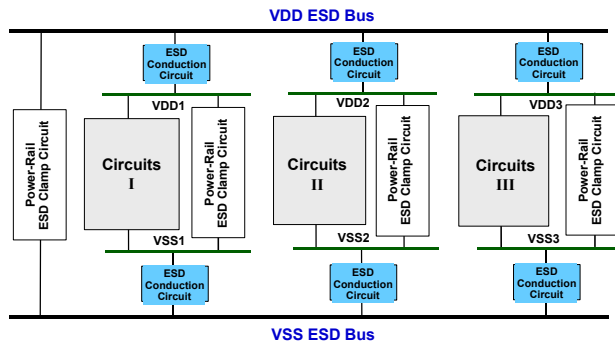 VDD ESD Bus
ESD
Conduction
Circuit
ESD
Conduction
Circuit
ESD
Conduction
Circuit
VDD1
VDD2
VDD3
Power-Rail
ESD Clamp Circuit
Circuits
I
Power-Rail
ESD Clamp Circuit
Circuits
II
Power-Rail
ESD Clamp Circuit
Circuits
III
Power-Rail
ESD Clamp Circuit
VSS1
VSS2
VSS3
ESD
Conduction
Circuit
ESD
Conduction
Circuit
ESD
Conduction
Circuit
VSS ESD Bus